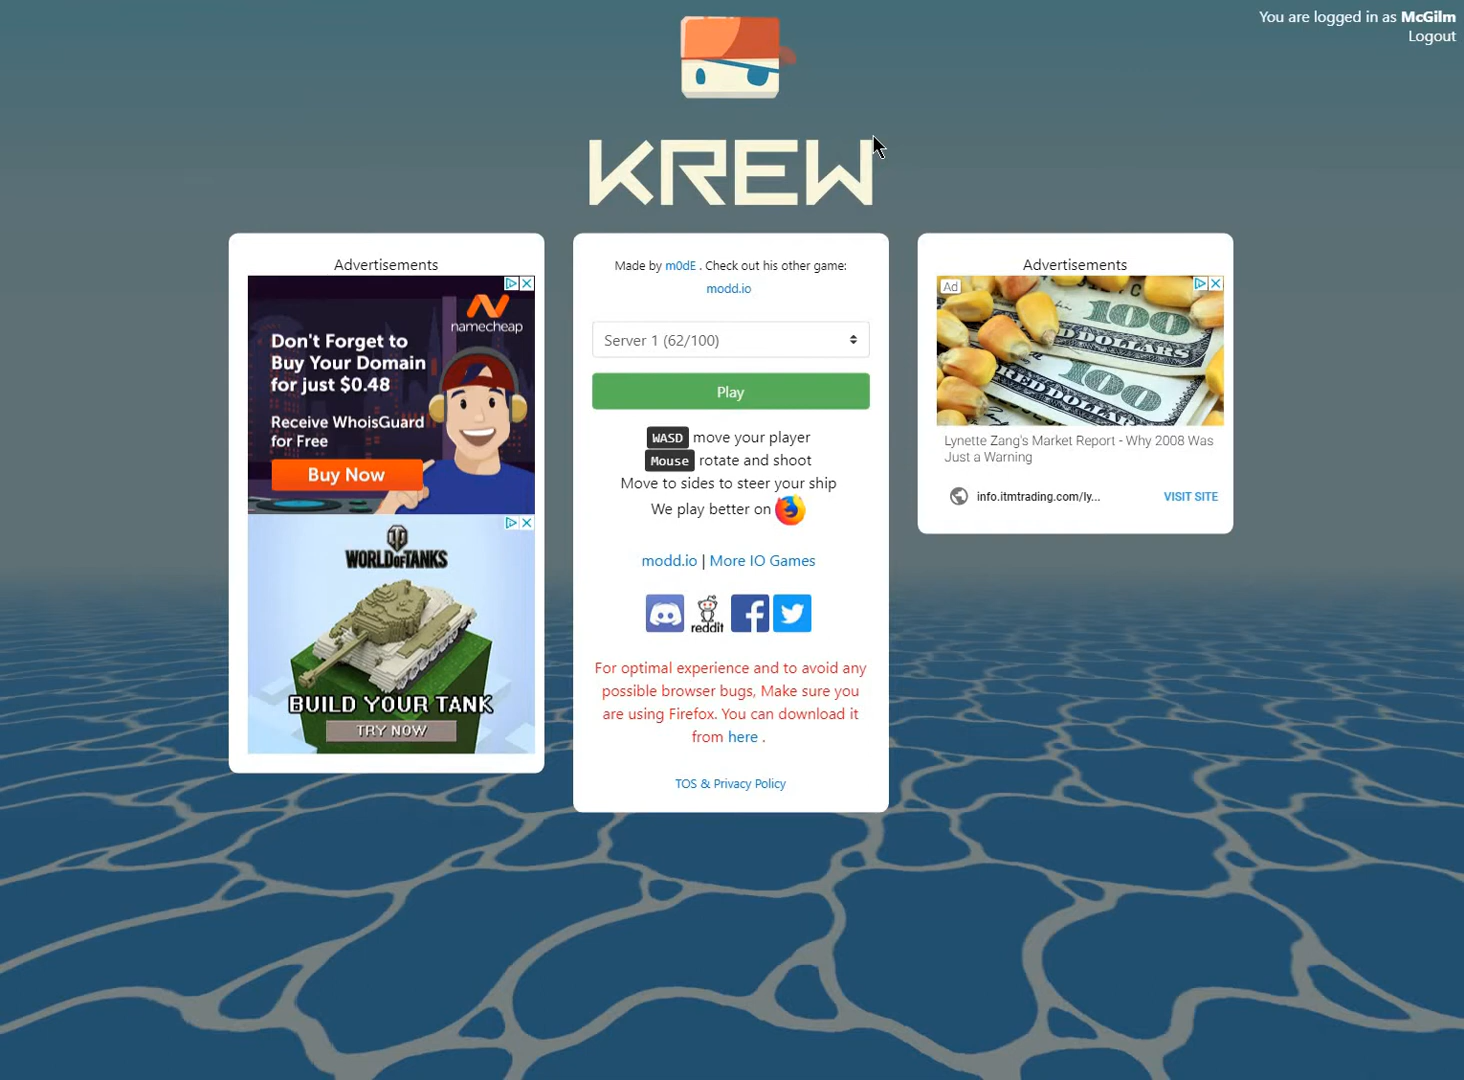 You are logged in as McGilm
Logout
KREW
Advertisements
Don't Forget to
Buy Your Domain
for just $0.48
Receive WhoisGuard
for Free
Buy Now
namecheap
WORLD OF TANKS
BUILD YOUR TANK
TRY NOW
Made by m0dE . Check out his other game:
modd.io
Server 1 (62/100)
Play
WASD move your player
Mouse rotate and shoot
Move to sides to steer your ship
We play better on
modd.io | More IO Games
reddit
For optimal experience and to avoid any
possible browser bugs, Make sure you
are using Firefox. You can download it
from here .
TOS & Privacy Policy
Advertisements
Ad
100
DOLLARS
100
DOLLARS
Lynette Zang's Market Report - Why 2008 Was
Just a Warning
info.itmtrading.com/ly...
VISIT SITE